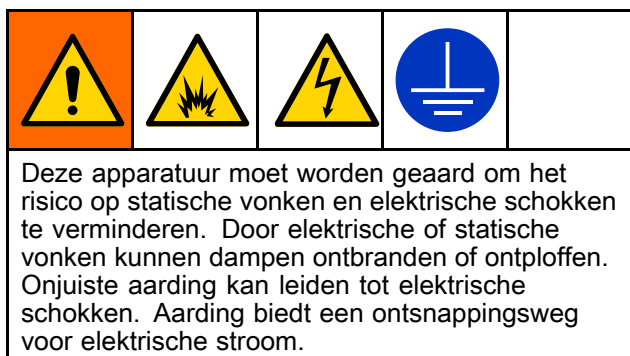 Deze apparatuur moet worden geaard om het
risico op statische vonken en elektrische schokken
te verminderen. Door elektrische of statische
vonken kunnen dampen ontbranden of ontploffen.
Onjuiste aarding kan leiden tot elektrische
schokken. Aarding biedt een ontsnappingsweg
voor elektrische stroom.